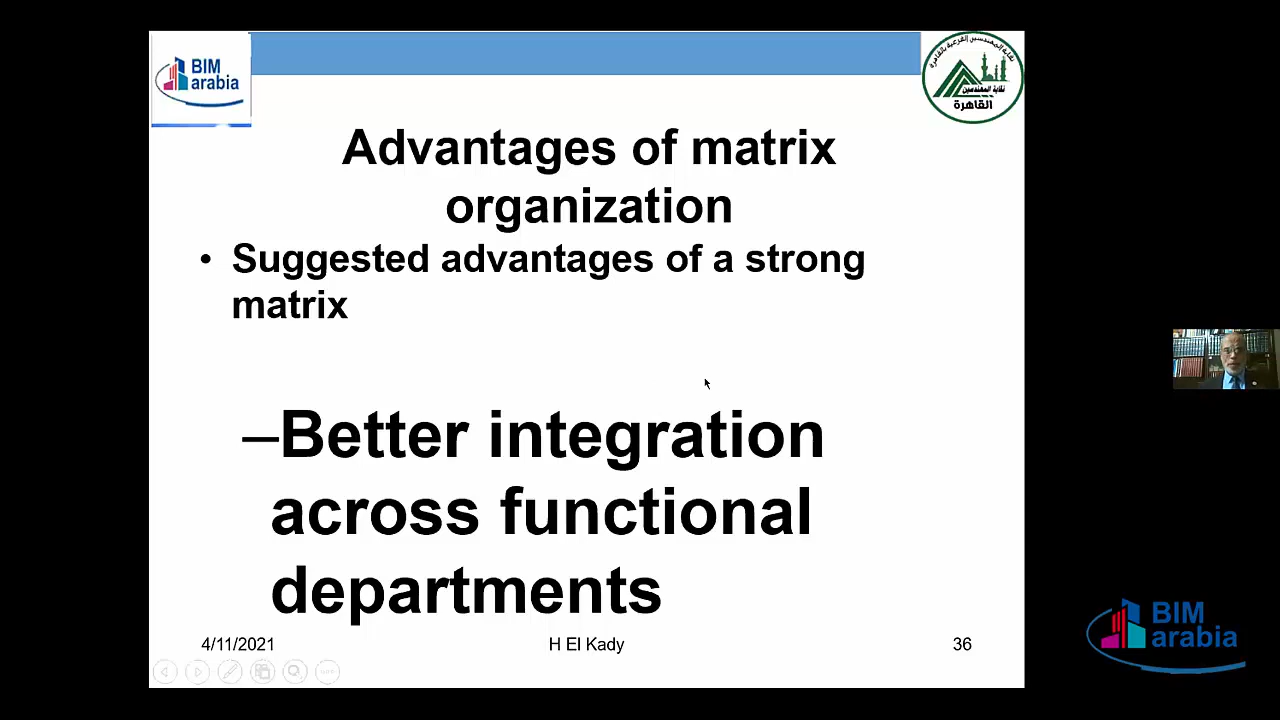 BIM
arabia
نقابة المهندسين الفرعية بالقاهرة
نقابة المهندسين
القاهرة
Advantages of matrix
organization
• Suggested advantages of a strong
matrix
–Better integration
across functional
departments
4/11/2021
H El Kady
36
BIM
arabia